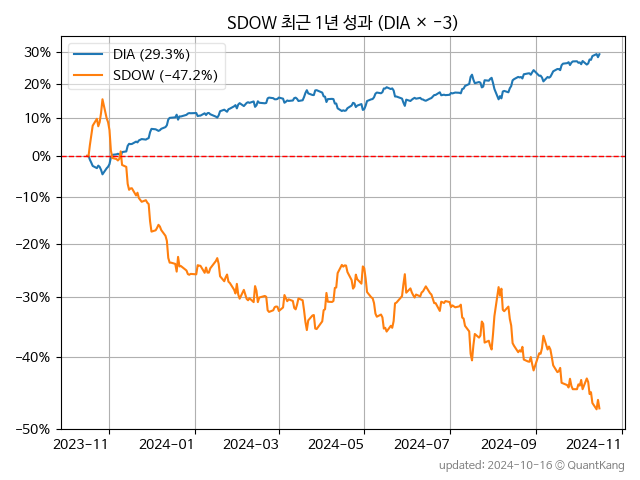 SDOW 최근 1년 성과 (DIA × −3)
DIA (29.3%)
SDOW (−47.2%)
30%
20%
10%
0%
−10%
−20%
−30%
−40%
−50%
2023−11 2024−01 2024−03 2024−05 2024−07 2024−09 2024−11
updated: 2024-10-16 © QuantKang